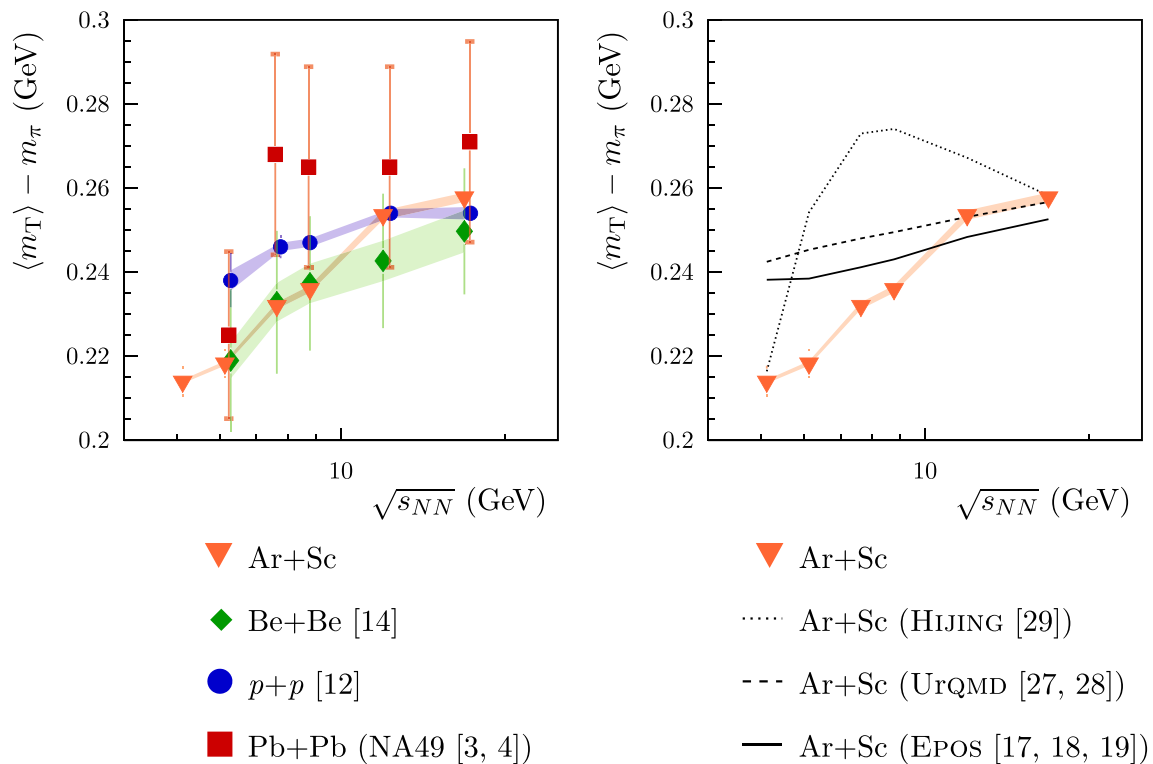 ⟨m_T⟩ − m_π (GeV)
0.3
0.28
0.26
0.24
0.22
0.2
10
√s_NN (GeV)
Ar+Sc
Be+Be [14]
p+p [12]
Pb+Pb (NA49 [3, 4])
⟨m_T⟩ − m_π (GeV)
0.3
0.28
0.26
0.24
0.22
0.2
10
√s_NN (GeV)
Ar+Sc
Ar+Sc (HIJING [29])
Ar+Sc (UrQMD [27, 28])
Ar+Sc (EPOS [17, 18, 19])